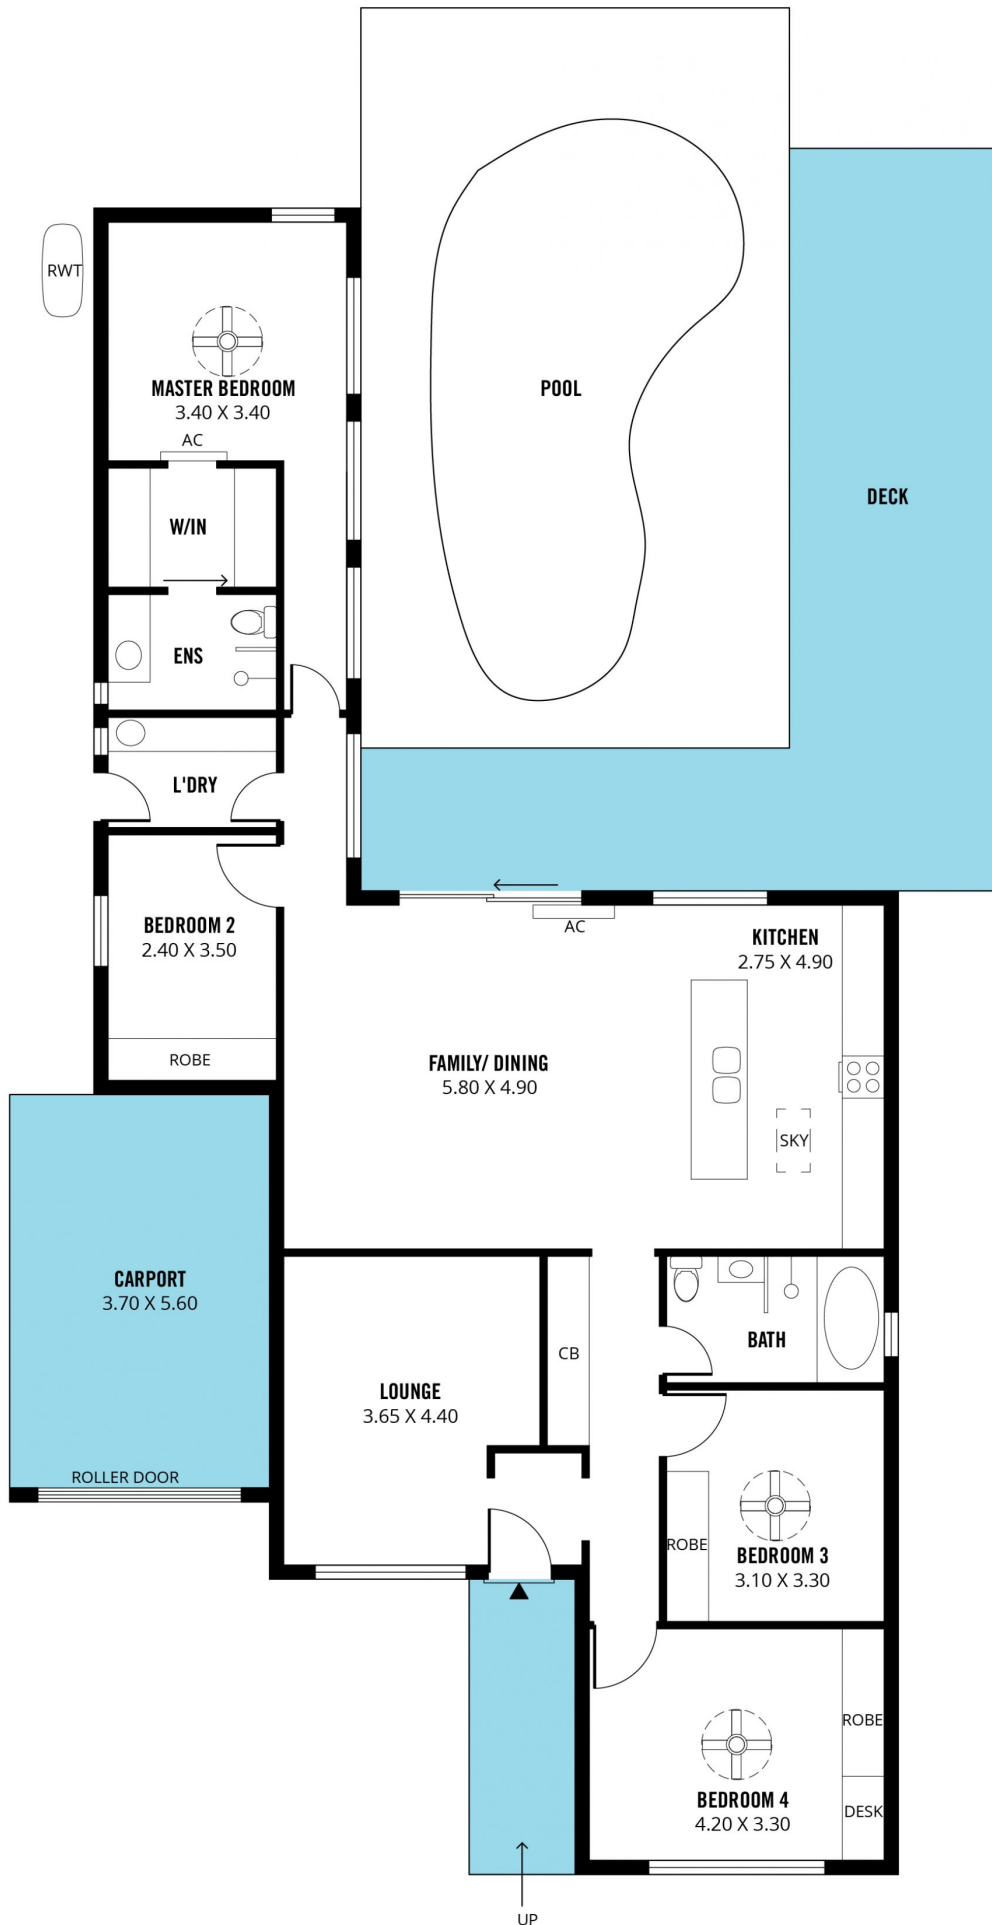 RWT
MASTER BEDROOM
3.40 X 3.40
AC
POOL
DECK
W/IN
ENS
L'DRY
BEDROOM 2
2.40 X 3.50
ROBE
AC
KITCHEN
2.75 X 4.90
FAMILY/ DINING
5.80 X 4.90
SKY
CARPORT
3.70 X 5.60
ROLLER DOOR
LOUNGE
3.65 X 4.40
CB
BATH
ROBE
BEDROOM 3
3.10 X 3.30
ROBE
DESK
BEDROOM 4
4.20 X 3.30
UP